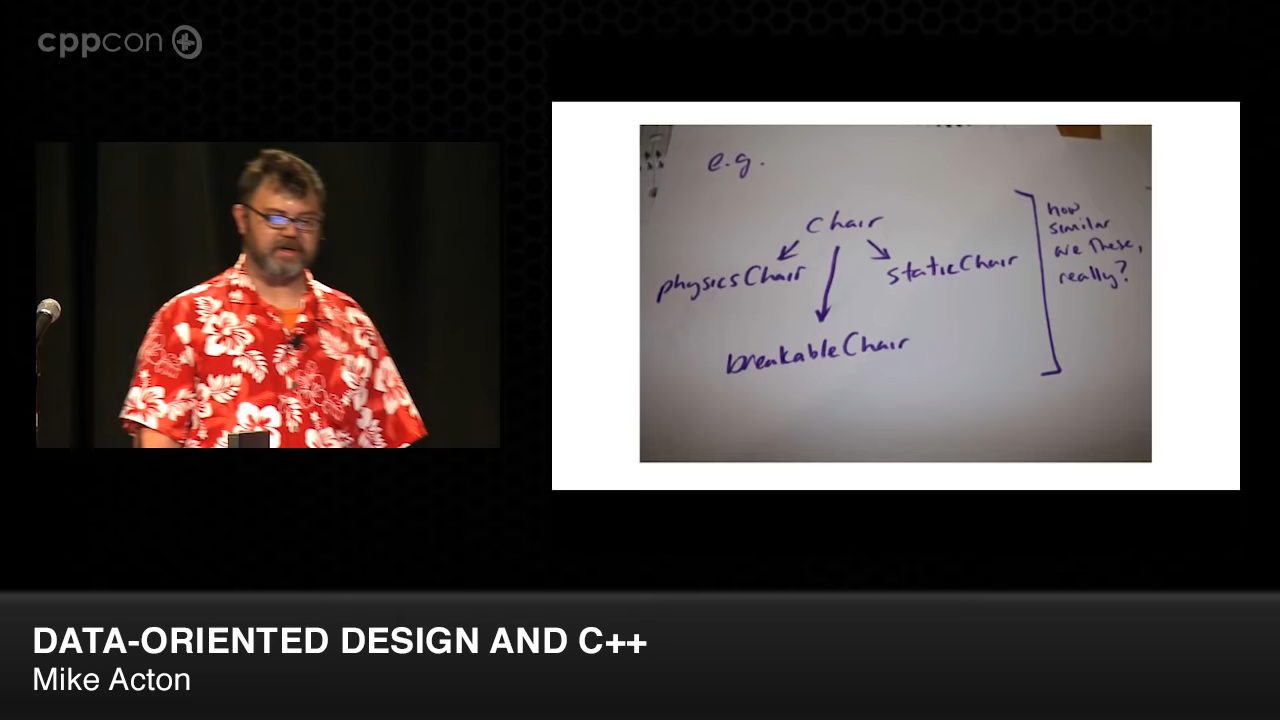 cppcon
e.g.
Chair
physicsChair
staticChair
breakableChair
how
similar
are these,
really?
DATA-ORIENTED DESIGN AND C++
Mike Acton